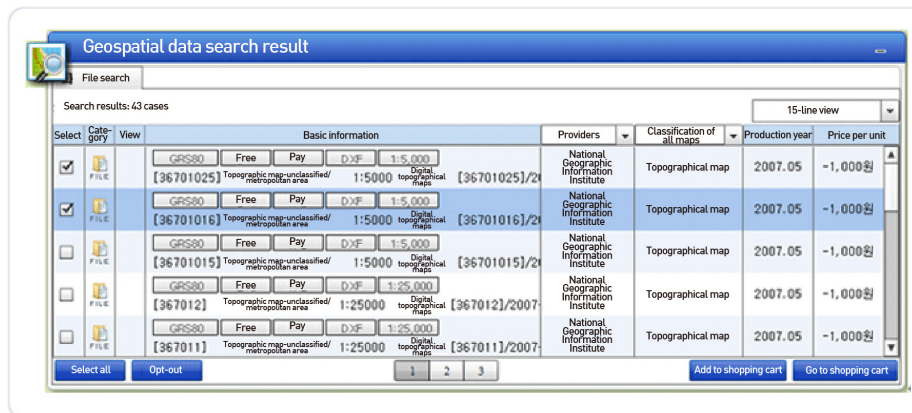 Geospatial data search result
File search
Search results: 43 cases
15-line view
Select Cate-gory View Basic information Providers Classification of all maps Production year Price per unit
GRS80 Free Pay DXF 1:5,000
[36701025] Topographic map-unclassified/metropolitan area 1:5000 Digital topographical maps [36701025]/2
National Geographic Information Institute
Topographical map
2007.05
-1,000원
FILE
GRS80 Free Pay DXF 1:5,000
[36701016] Topographic map-unclassified/metropolitan area 1:5000 Digital topographical maps [36701016]/2
National Geographic Information Institute
Topographical map
2007.05
-1,000원
FILE
GRS80 Free Pay DXF 1:5,000
[36701015] Topographic map-unclassified/metropolitan area 1:5000 Digital topographical maps [36701015]/2
National Geographic Information Institute
Topographical map
2007.05
-1,000원
FILE
GRS80 Free Pay DXF 1:25,000
[367012] Topographic map-unclassified/metropolitan area 1:25000 Digital topographical maps [367012]/2007-
National Geographic Information Institute
Topographical map
2007.05
-1,000원
FILE
GRS80 Free Pay DXF 1:25,000
[367011] Topographic map-unclassified/metropolitan area 1:25000 Digital topographical maps [367011]/2007-
National Geographic Information Institute
Topographical map
2007.05
-1,000원
FILE
Select all Opt-out 1 2 3 Add to shopping cart Go to shopping cart